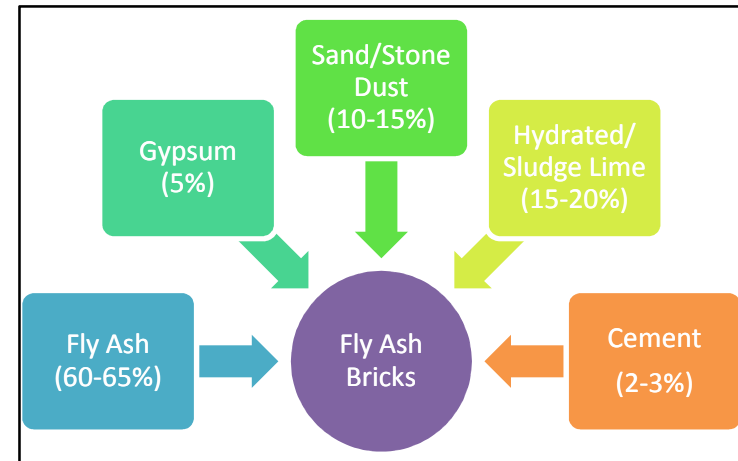 Sand/Stone
Dust
(10-15%)
Gypsum
(5%)
Hydrated/
Sludge Lime
(15-20%)
Fly Ash
(60-65%)
Fly Ash
Bricks
Cement
(2-3%)